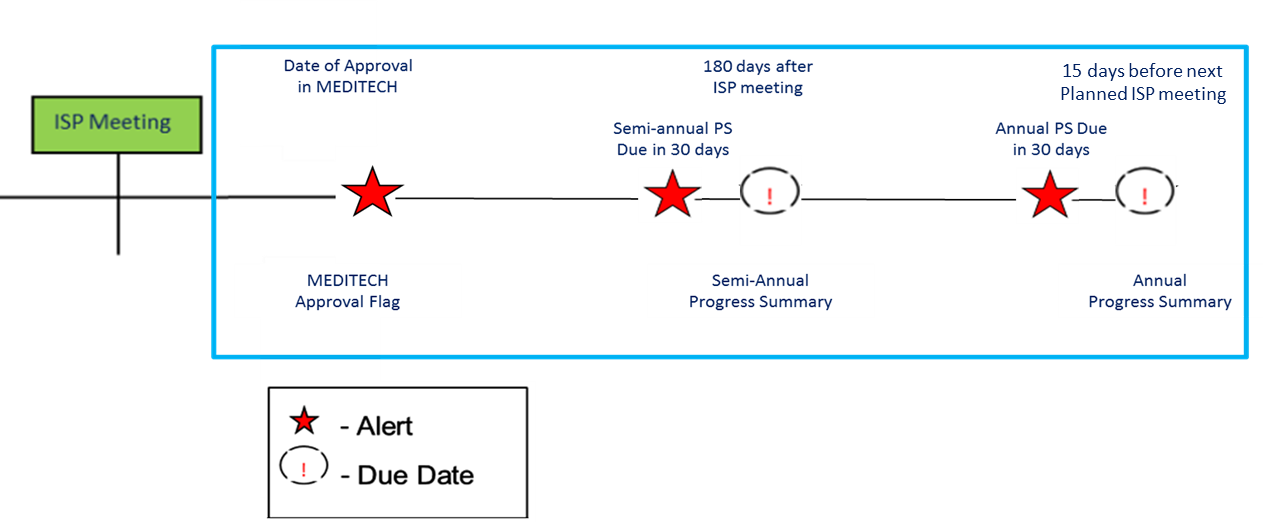 Date of Approval
in MEDITECH
180 days after
ISP meeting
15 days before next
Planned ISP meeting
ISP Meeting
Semi-annual PS
Due in 30 days
Annual PS Due
in 30 days
!
!
MEDITECH
Approval Flag
Semi-Annual
Progress Summary
Annual
Progress Summary
- Alert
! - Due Date